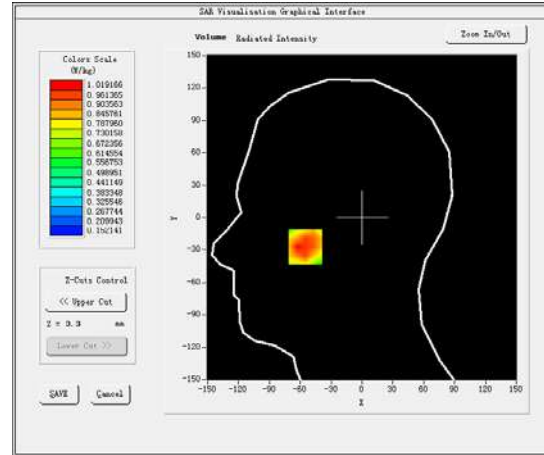 SAR Visualisation Graphical Interface
Volume Radiated Intensity
Zoom In/Out
Colors Scale
(W/kg)
1.019166
0.961365
0.903563
0.845761
0.787960
0.730158
0.672356
0.614554
0.556753
0.498951
0.441149
0.383348
0.325546
0.267744
0.209943
0.152141
Z-Cuts Control
<< Upper Cut
mm
Lower Cut >>
SAVE
Cancel
150
120
90
60
30
0
-30
-60
-90
-120
-150
Y
-150 -120 -90 -60 -30 0 30 60 90 120 150
X